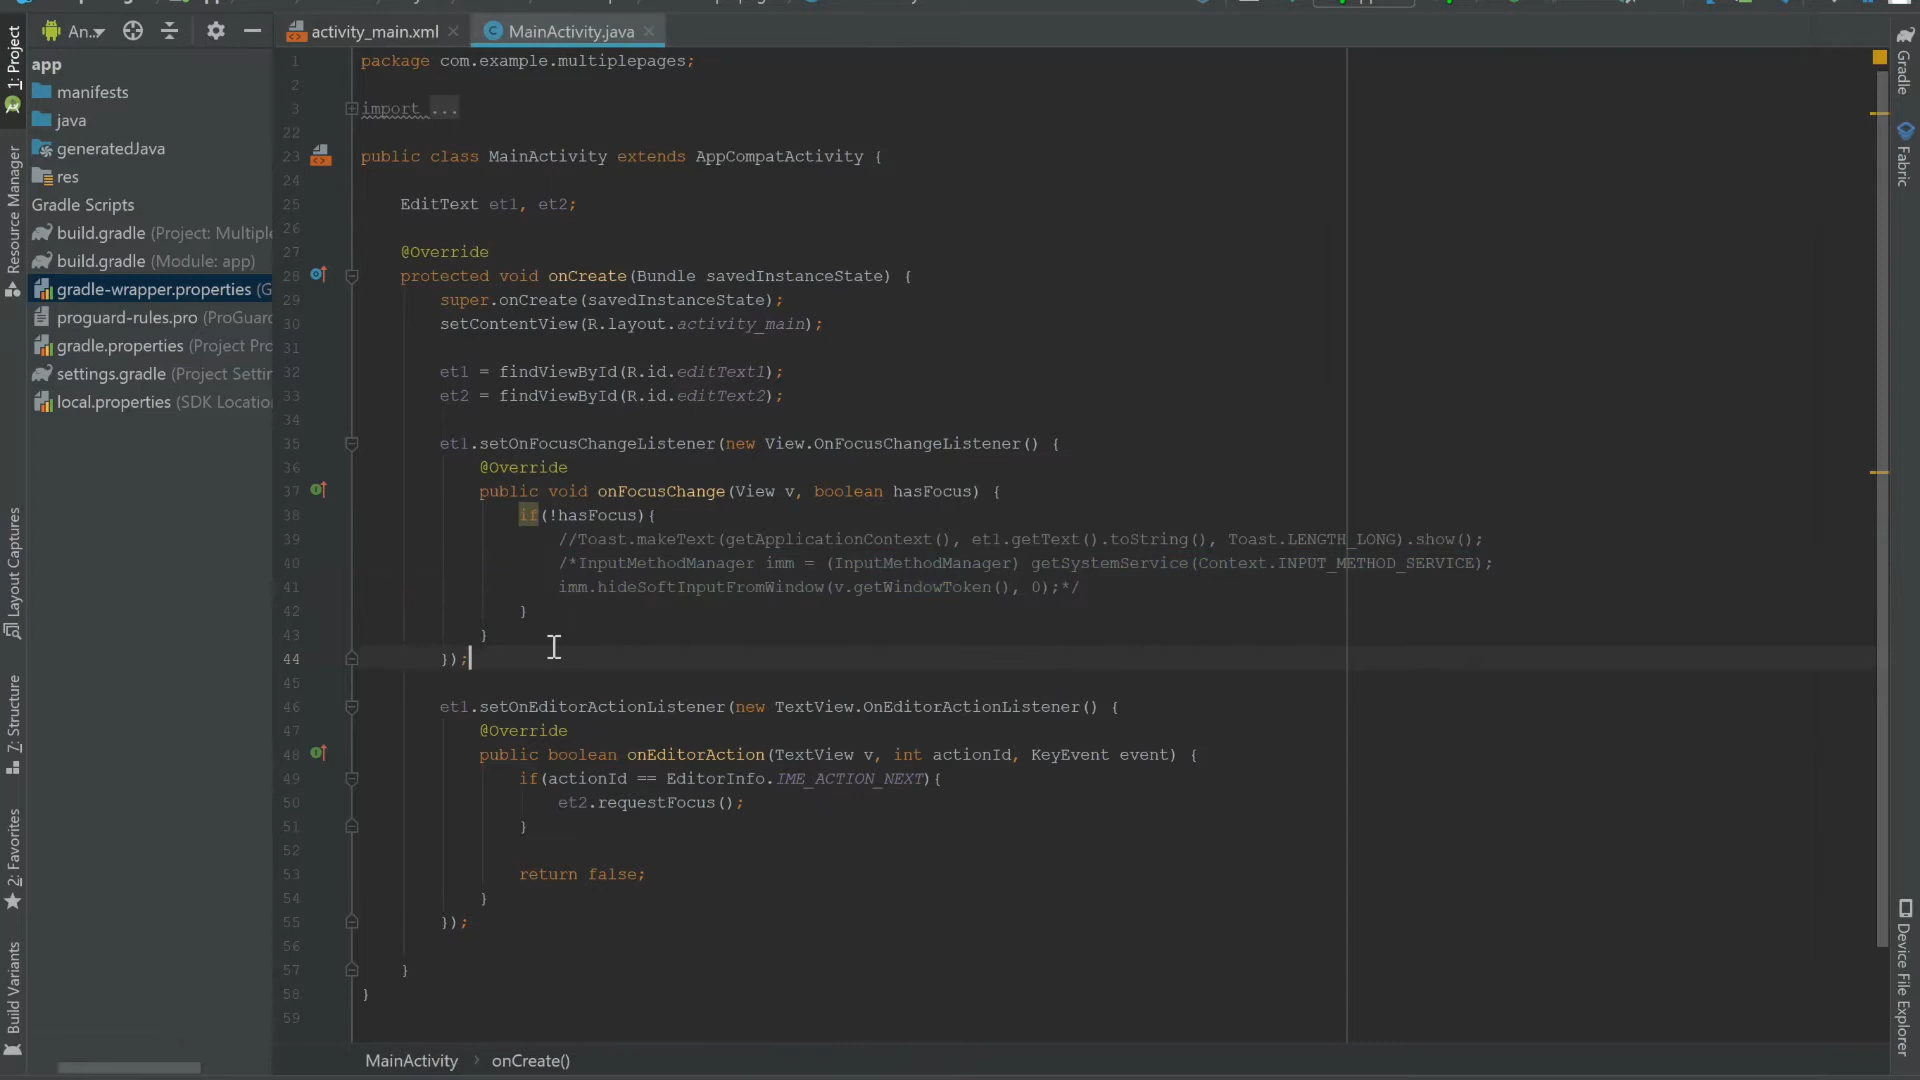 An...
activity_main.xml
MainActivity.java
1: Project
Resource Manager
Layout Captures
7: Structure
2: Favorites
Build Variants
app
manifests
java
generatedJava
res
Gradle Scripts
build.gradle (Project: Multiple
build.gradle (Module: app)
gradle-wrapper.properties (G
proguard-rules.pro (ProGuard
gradle.properties (Project Pro
settings.gradle (Project Settin
local.properties (SDK Location
1 package com.example.multiplepages;
2
3 import ...
22
23 public class MainActivity extends AppCompatActivity {
24
25 EditText et1, et2;
26
27 @Override
28 protected void onCreate(Bundle savedInstanceState) {
29 super.onCreate(savedInstanceState);
30 setContentView(R.layout.activity_main);
31
32 et1 = findViewById(R.id.editText1);
33 et2 = findViewById(R.id.editText2);
34
35 et1.setOnFocusChangeListener(new View.OnFocusChangeListener() {
36 @Override
37 public void onFocusChange(View v, boolean hasFocus) {
38 if(!hasFocus){
39 //Toast.makeText(getApplicationContext(), et1.getText().toString(), Toast.LENGTH_LONG).show();
40 /*InputMethodManager imm = (InputMethodManager) getSystemService(Context.INPUT_METHOD_SERVICE);
41 imm.hideSoftInputFromWindow(v.getWindowToken(), 0);*/
42 }
43 }
44 });
45
46 et1.setOnEditorActionListener(new TextView.OnEditorActionListener() {
47 @Override
48 public boolean onEditorAction(TextView v, int actionId, KeyEvent event) {
49 if(actionId == EditorInfo.IME_ACTION_NEXT){
50 et2.requestFocus();
51 }
52
53 return false;
54 }
55 });
56
57 }
58 }
59
MainActivity › onCreate()
Gradle
Fabric
Device File Explorer